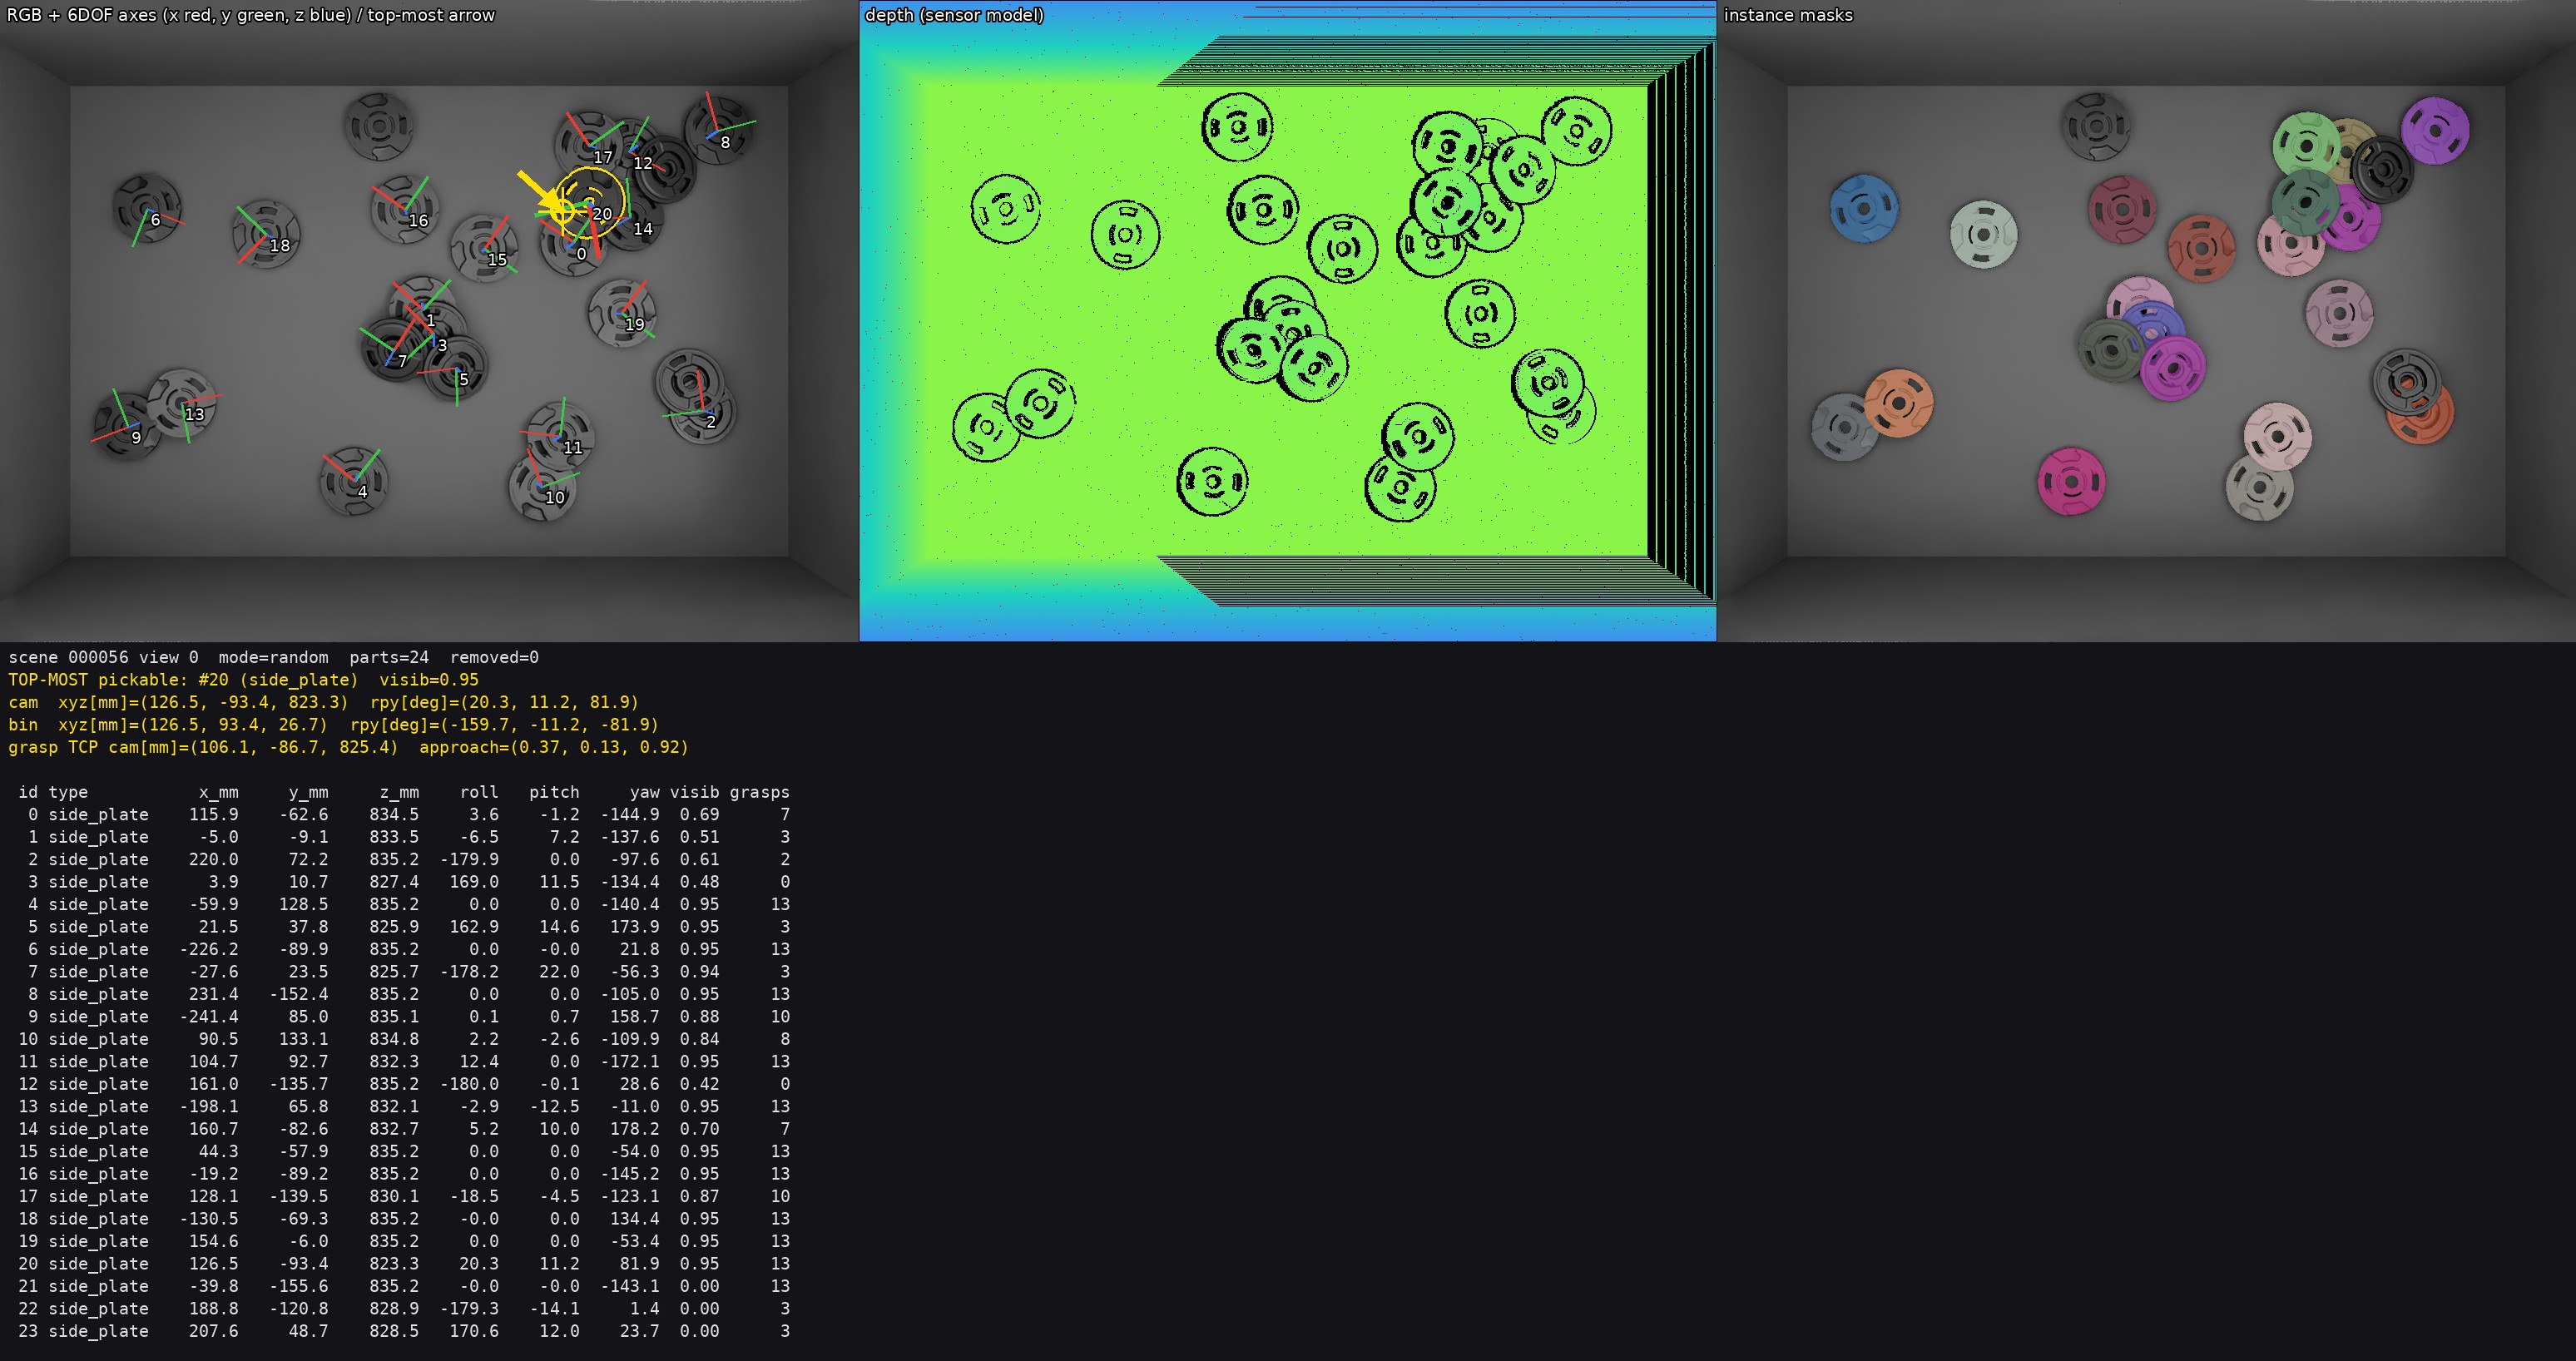 RGB + 6DOF axes (x red, y green, z blue) / top-most arrow
depth (sensor model)
instance masks
8
17
12
6
16
20
14
18
0
15
1
19
3
7
5
13
2
9
11
4
10
scene 000056 view 0 mode=random parts=24 removed=0
TOP-MOST pickable: #20 (side_plate) visib=0.95
cam xyz[mm]=(126.5, -93.4, 823.3) rpy[deg]=(20.3, 11.2, 81.9)
bin xyz[mm]=(126.5, 93.4, 26.7) rpy[deg]=(-159.7, -11.2, -81.9)
grasp TCP cam[mm]=(106.1, -86.7, 825.4) approach=(0.37, 0.13, 0.92)
id type x_mm y_mm z_mm roll pitch yaw visib grasps
0 side_plate 115.9 -62.6 834.5 3.6 -1.2 -144.9 0.69 7
1 side_plate -5.0 -9.1 833.5 -6.5 7.2 -137.6 0.51 3
2 side_plate 220.0 72.2 835.2 -179.9 0.0 -97.6 0.61 2
3 side_plate 3.9 10.7 827.4 169.0 11.5 -134.4 0.48 0
4 side_plate -59.9 128.5 835.2 0.0 0.0 -140.4 0.95 13
5 side_plate 21.5 37.8 825.9 162.9 14.6 173.9 0.95 3
6 side_plate -226.2 -89.9 835.2 0.0 -0.0 21.8 0.95 13
7 side_plate -27.6 23.5 825.7 -178.2 22.0 -56.3 0.94 3
8 side_plate 231.4 -152.4 835.2 0.0 0.0 -105.0 0.95 13
9 side_plate -241.4 85.0 835.1 0.1 0.7 158.7 0.88 10
10 side_plate 90.5 133.1 834.8 2.2 -2.6 -109.9 0.84 8
11 side_plate 104.7 92.7 832.3 12.4 0.0 -172.1 0.95 13
12 side_plate 161.0 -135.7 835.2 -180.0 -0.1 28.6 0.42 0
13 side_plate -198.1 65.8 832.1 -2.9 -12.5 -11.0 0.95 13
14 side_plate 160.7 -82.6 832.7 5.2 10.0 178.2 0.70 7
15 side_plate 44.3 -57.9 835.2 0.0 0.0 -54.0 0.95 13
16 side_plate -19.2 -89.2 835.2 0.0 0.0 -145.2 0.95 13
17 side_plate 128.1 -139.5 830.1 -18.5 -4.5 -123.1 0.87 10
18 side_plate -130.5 -69.3 835.2 -0.0 0.0 134.4 0.95 13
19 side_plate 154.6 -6.0 835.2 0.0 0.0 -53.4 0.95 13
20 side_plate 126.5 -93.4 823.3 20.3 11.2 81.9 0.95 13
21 side_plate -39.8 -155.6 835.2 -0.0 -0.0 -143.1 0.00 13
22 side_plate 188.8 -120.8 828.9 -179.3 -14.1 1.4 0.00 3
23 side_plate 207.6 48.7 828.5 170.6 12.0 23.7 0.00 3